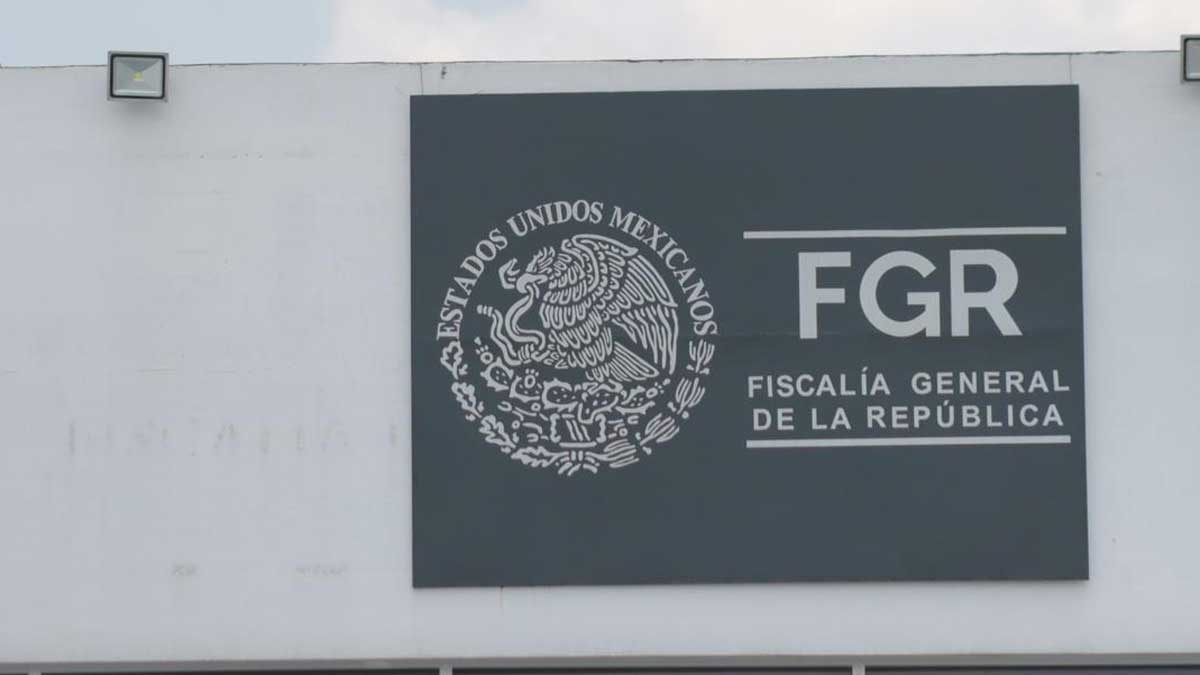 ESTADOS UNIDOS MEXICANOS
FGR
FISCALÍA GENERAL
DE LA REPÚBLICA